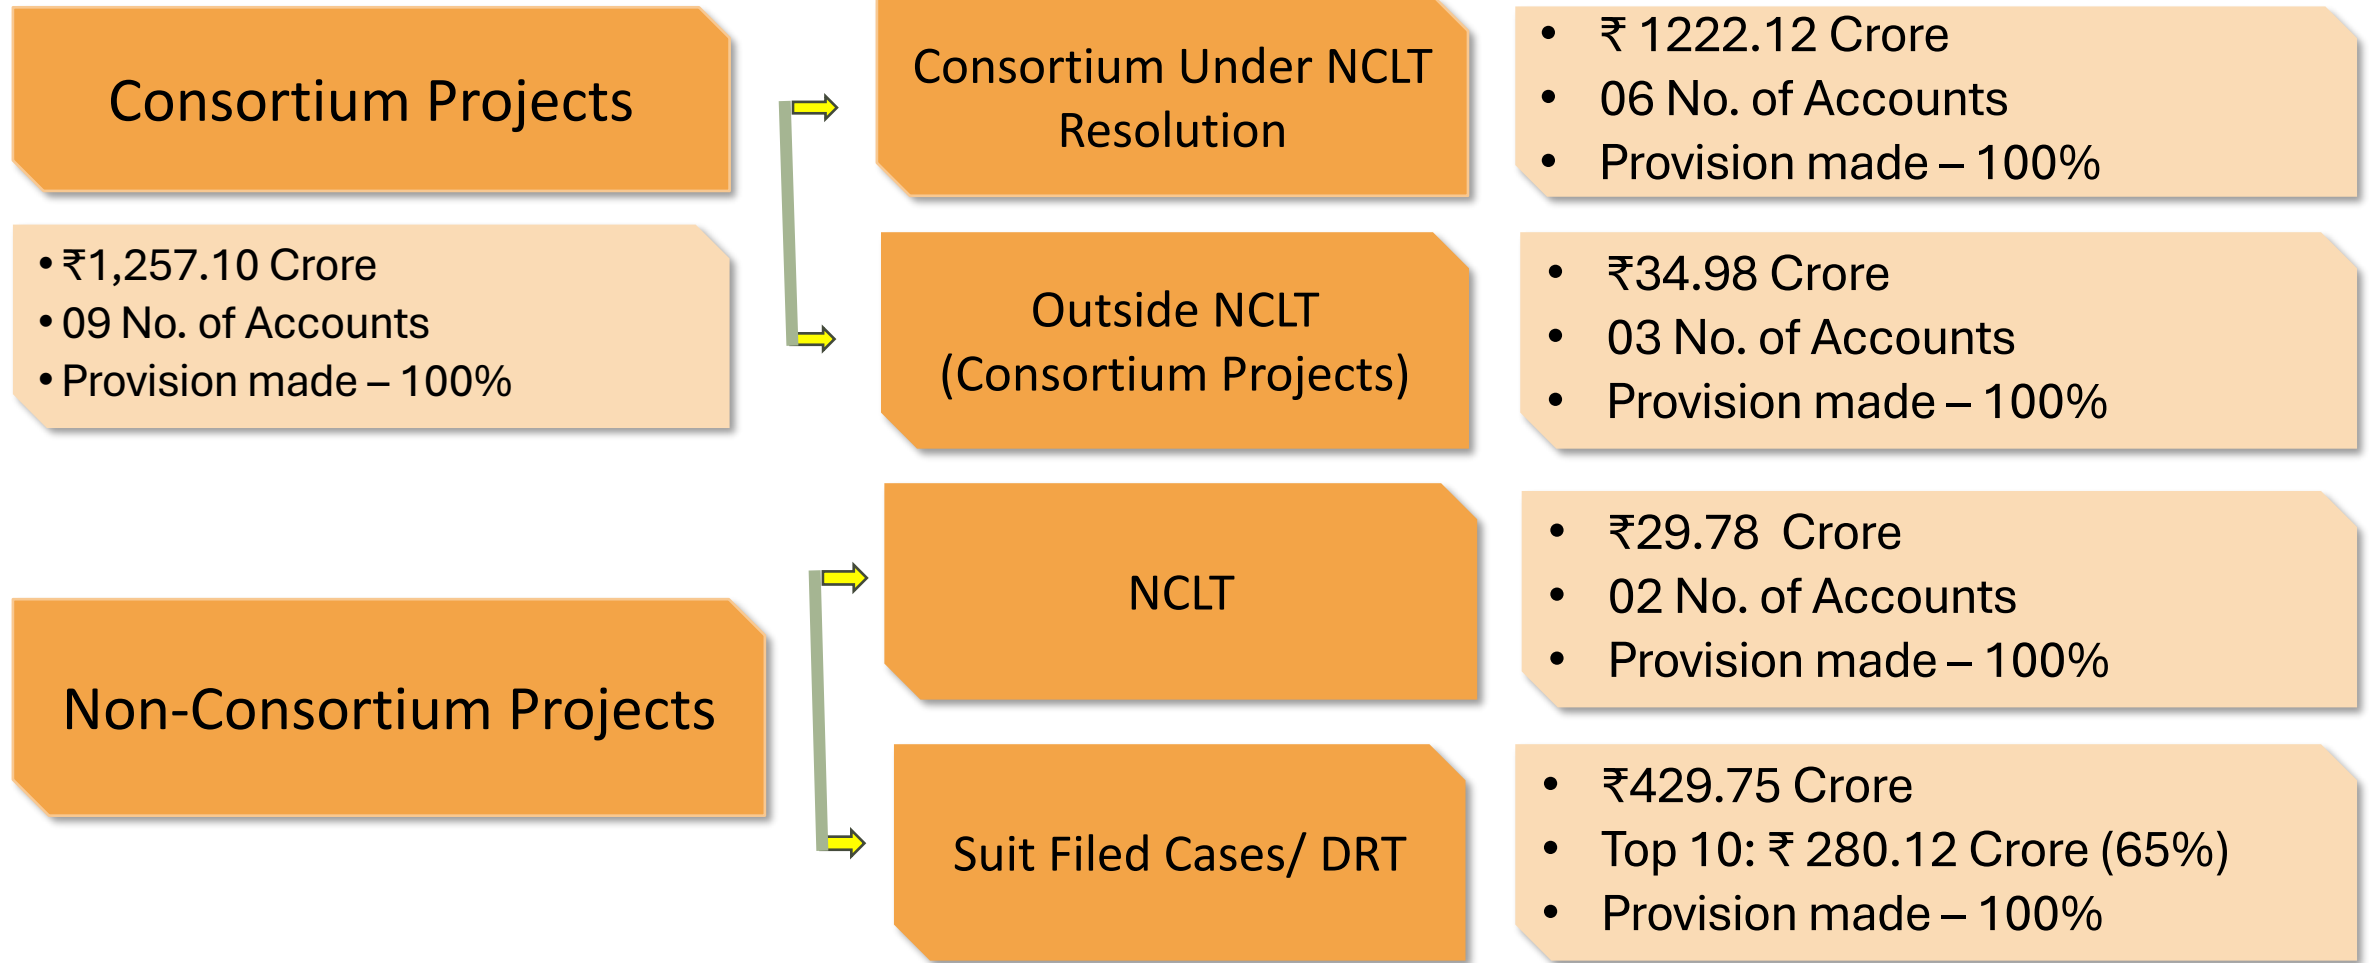 Consortium Projects
• ₹1,257.10 Crore
• 09 No. of Accounts
• Provision made – 100%
Consortium Under NCLT
Resolution
• ₹ 1222.12 Crore
• 06 No. of Accounts
• Provision made – 100%
Outside NCLT
(Consortium Projects)
• ₹34.98 Crore
• 03 No. of Accounts
• Provision made – 100%
Non-Consortium Projects
NCLT
• ₹29.78 Crore
• 02 No. of Accounts
• Provision made – 100%
Suit Filed Cases/ DRT
• ₹429.75 Crore
• Top 10: ₹ 280.12 Crore (65%)
• Provision made – 100%